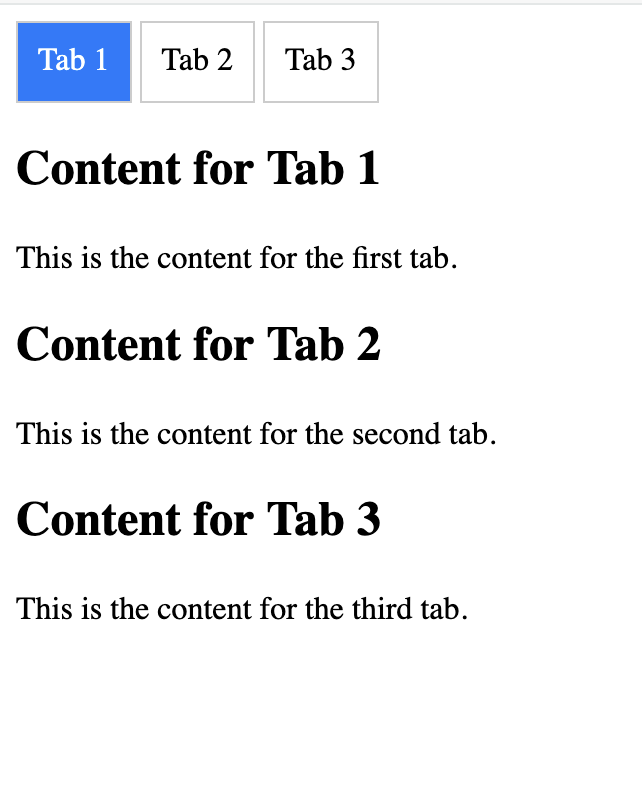 Tab 1 Tab 2 Tab 3
Content for Tab 1
This is the content for the first tab.
Content for Tab 2
This is the content for the second tab.
Content for Tab 3
This is the content for the third tab.